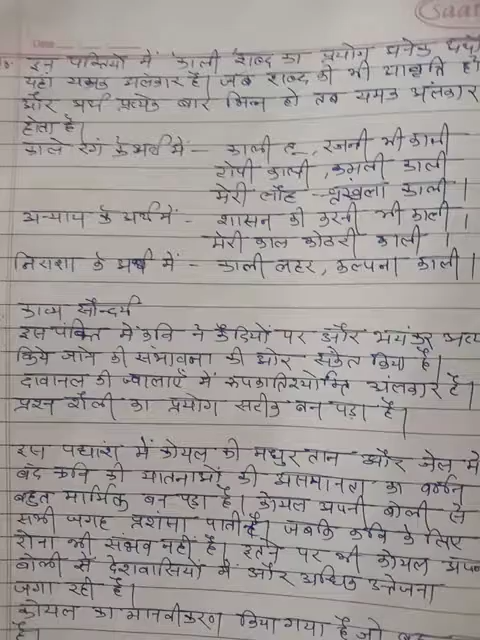 Saar
इन पंक्तियों में काली शब्द का प्रयोग अनेक
यहाँ यमक अलंकार है। जब शब्द की भी यावृति हो
और अर्थ प्रत्येक बार भिन्न हो तब यमक अलंकार
होता है।
काले रंग के अर्थ में - काली तू, रजनी भी काली
टोपी काली, कमली काली
मेरी लौह -श्रृंखला काली।
अन्याय के अर्थ में - शासन की करनी भी काली।
मेरी काल कोठरी काली ।
निराशा के अर्थ में - काली लहर, कल्पना काली।
काव्य सौन्दर्य
इस पंक्ति में कवि ने कैदियों पर और भयंकर अत्य
किये जाने की संभावना की ओर संकेत किया है।
दावानल की ज्वालाएँ में रूपकातिश्योक्ति अलंकार है।
प्रश्न शैली का प्रयोग सटीक बन पड़ा है।
इस पद्यांश में कोयल की मधुर तान और जेल में
बंद कवि की यातनाओं की असमानता का वर्णन
बहुत मार्मिक बन पड़ा है। कोयल अपनी बोली से
सभी जगह प्रशंसा पाती है। जबकि कवि के लिए
रोना भी संभव नहीं है। इतने पर भी कोयल अपन
बोली से देशवासियों में और अधिक उत्तेजना
जगा रही है।
कोयल का मानवीकरण किया गया है जो
है।